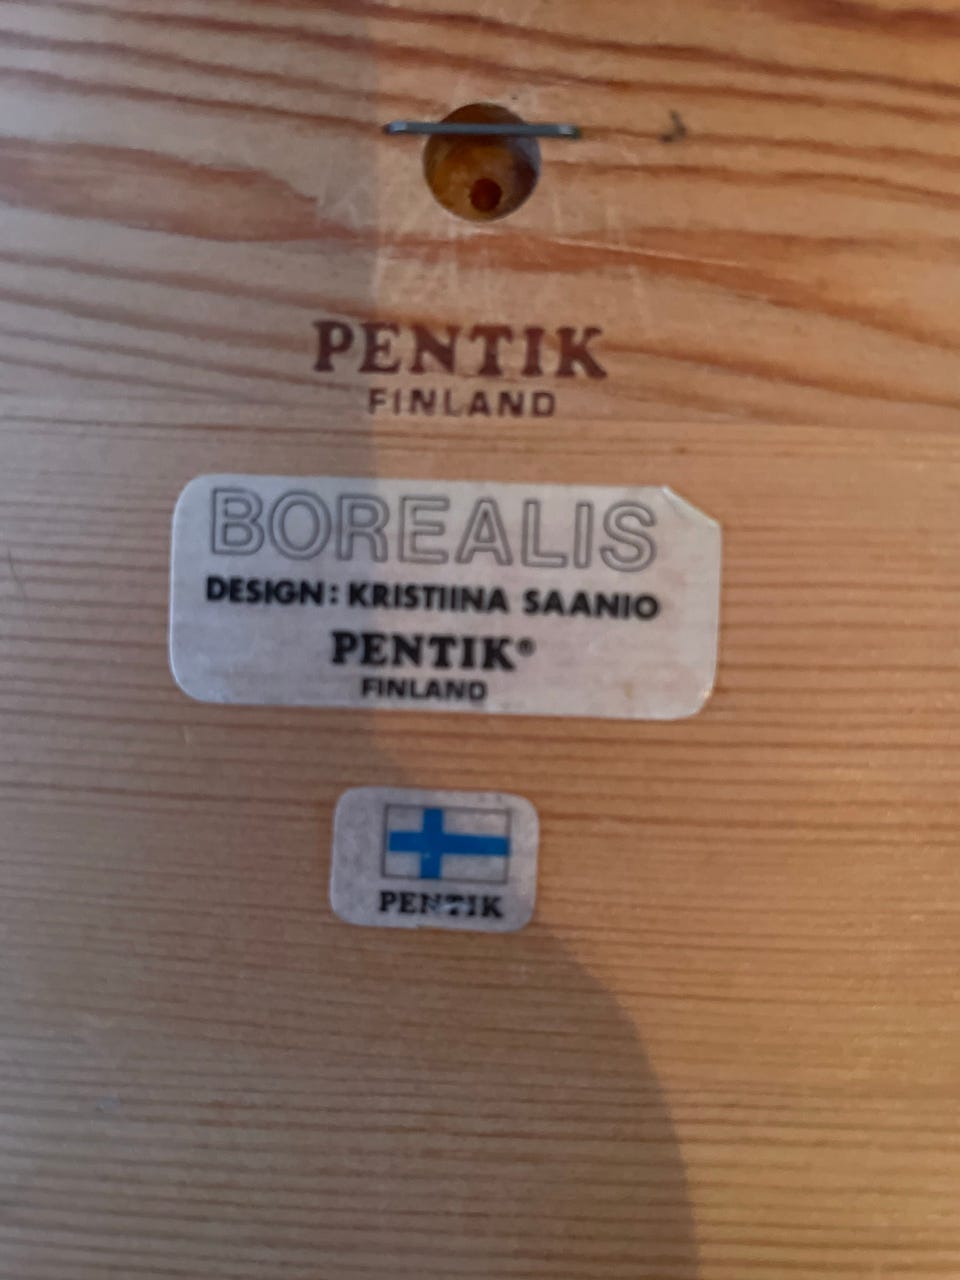 PENTIK
FINLAND
BOREALIS
DESIGN: KRISTIINA SAANIO
PENTIK®
FINLAND
PENTIK